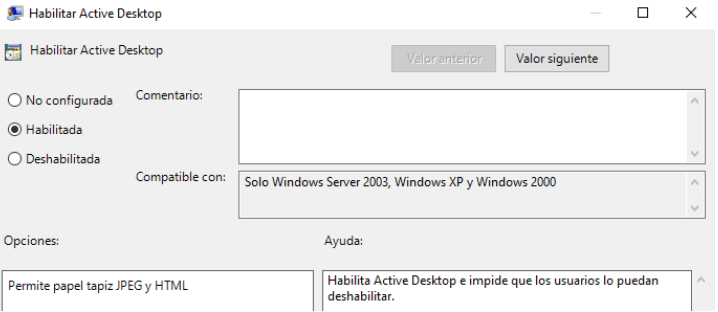 Habilitar Active Desktop
Habilitar Active Desktop
Valor anterior
Valor siguiente
No configurada
Comentario:
Habilitada
Deshabilitada
Compatible con:
Solo Windows Server 2003, Windows XP y Windows 2000
Opciones:
Ayuda:
Permite papel tapiz JPEG y HTML
Habilita Active Desktop e impide que los usuarios lo puedan
deshabilitar.